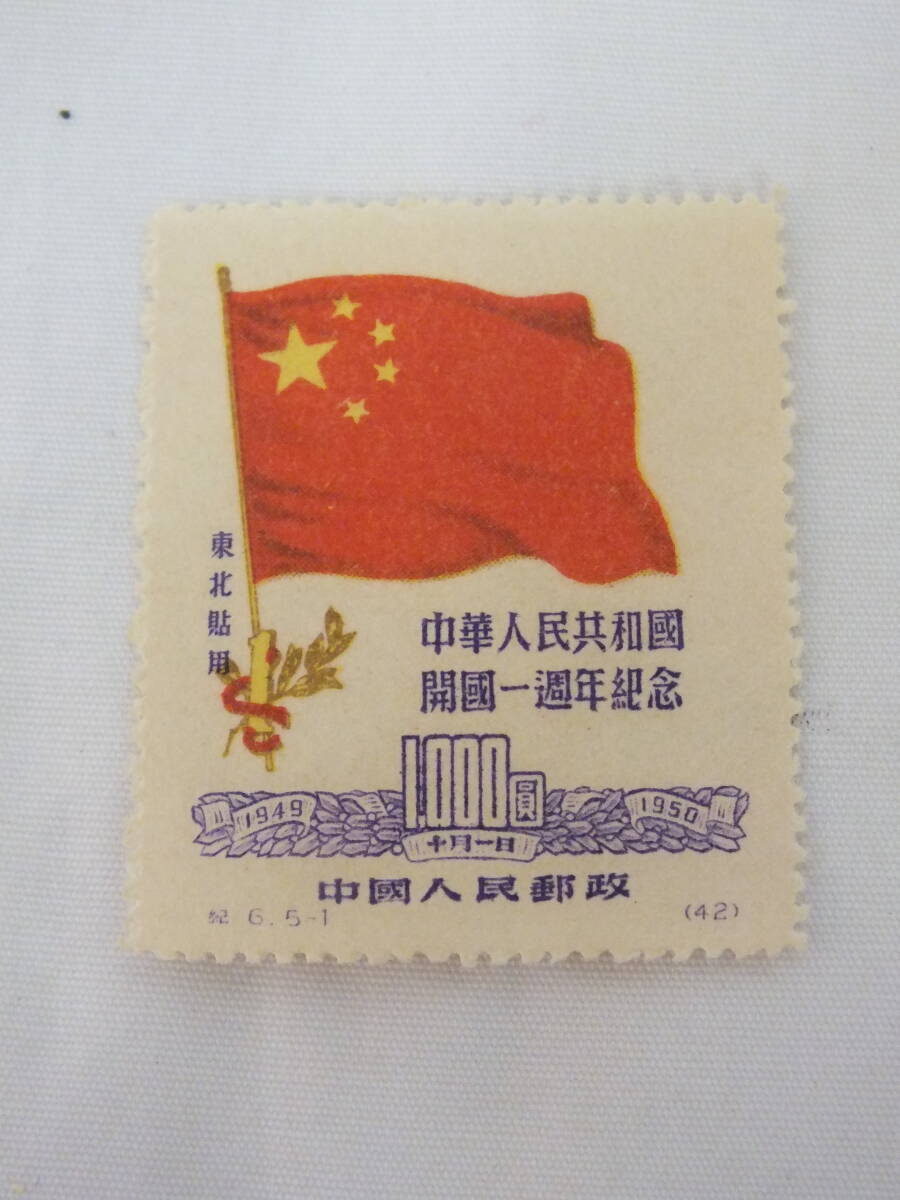 東北貼用
中華人民共和國
開國一週年紀念
1,000圓
1949
1950
十月一日
中國人民郵政
紀 6. 5-1
(42)